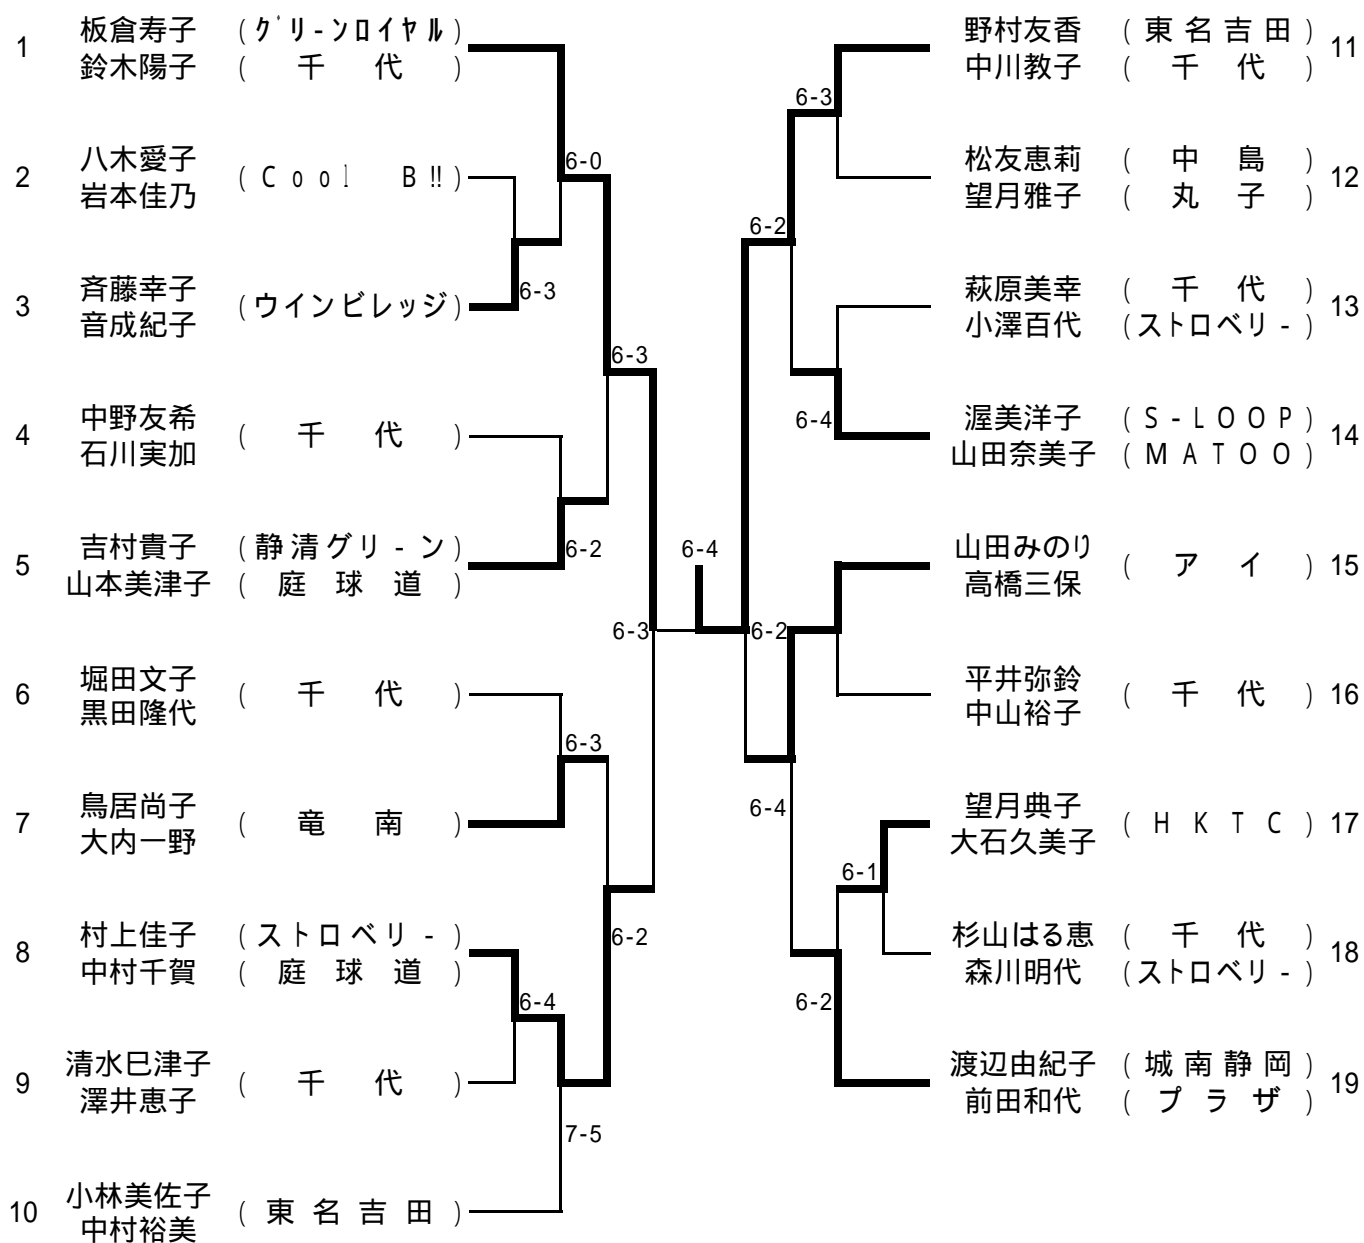 1 板倉寿子 (グリ-ンロイヤル)
鈴木陽子 (千代)
6-0
2 八木愛子 (Cool B!!)
岩本佳乃
6-3
3 斉藤幸子 (ウインビレッジ)
音成紀子
6-3
4 中野友希 (千代)
石川実加
6-2
5 吉村貴子 (静清グリ-ン)
山本美津子 (庭球道)
6-3
6 堀田文子 (千代)
黒田隆代
6-3
7 鳥居尚子 (竜南)
大内一野
6-2
8 村上佳子 (ストロベリ-)
中村千賀 (庭球道)
6-4
9 清水巳津子 (千代)
澤井恵子
7-5
10 小林美佐子 (東名吉田)
中村裕美
6-4
野村友香 (東名吉田) 11
中川教子 (千代)
6-3
松友恵莉 (中島) 12
望月雅子 (丸子)
6-2
萩原美幸 (千代) 13
小澤百代 (ストロベリ-)
6-4
渥美洋子 (S-LOOP) 14
山田奈美子 (MATOO)
山田みのり (アイ) 15
高橋三保
6-2
平井弥鈴 (千代) 16
中山裕子
6-4
望月典子 (HKTC) 17
大石久美子
6-1
杉山はる恵 (千代) 18
森川明代 (ストロベリ-)
6-2
渡辺由紀子 (城南静岡) 19
前田和代 (プラザ)